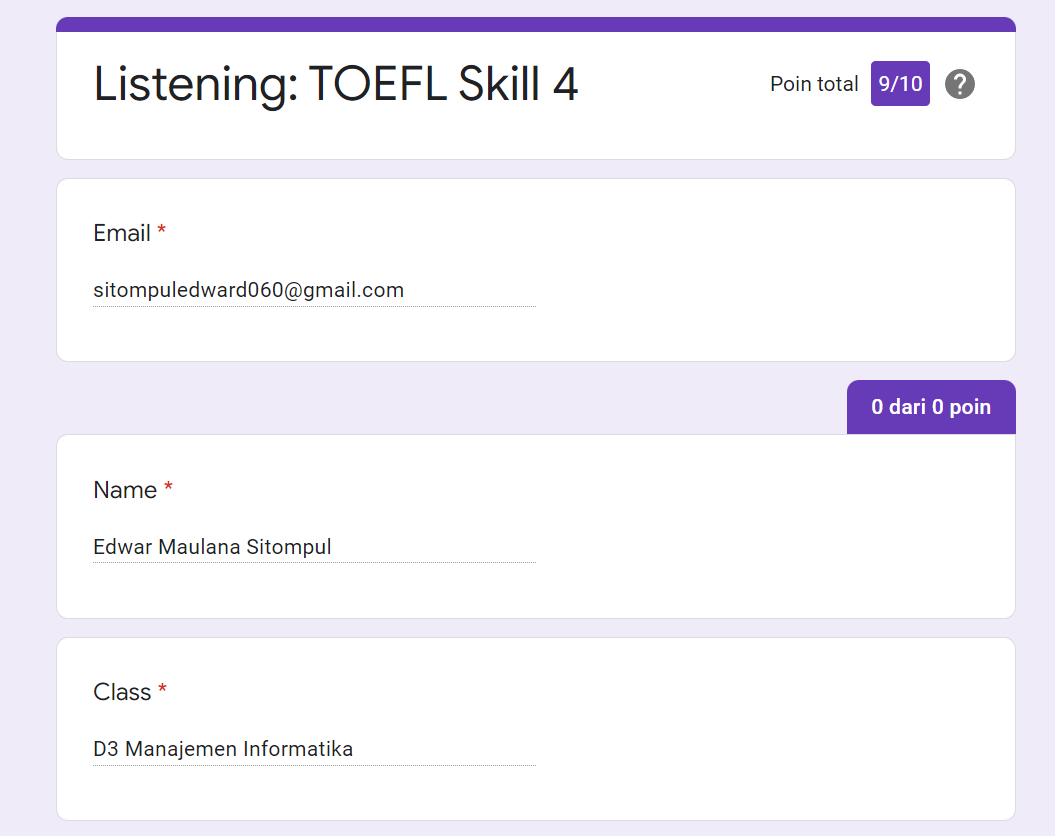 Listening: TOEFL Skill 4
Poin total 9/10
Email *
sitompuledward060@gmail.com
0 dari 0 poin
Name *
Edwar Maulana Sitompul
Class *
D3 Manajemen Informatika